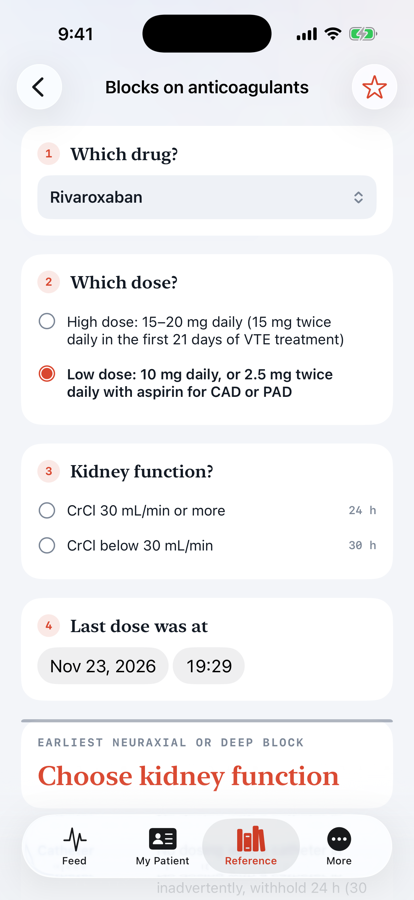 9:41
Blocks on anticoagulants
1 Which drug?
Rivaroxaban
2 Which dose?
High dose: 15–20 mg daily (15 mg twice
daily in the first 21 days of VTE treatment)
Low dose: 10 mg daily, or 2.5 mg twice
daily with aspirin for CAD or PAD
3 Kidney function?
CrCl 30 mL/min or more 24 h
CrCl below 30 mL/min 30 h
4 Last dose was at
Nov 23, 2026 19:29
EARLIEST NEURAXIAL OR DEEP BLOCK
Choose kidney function
Feed My Patient Reference More
inadvertently, withhold 24 h (30